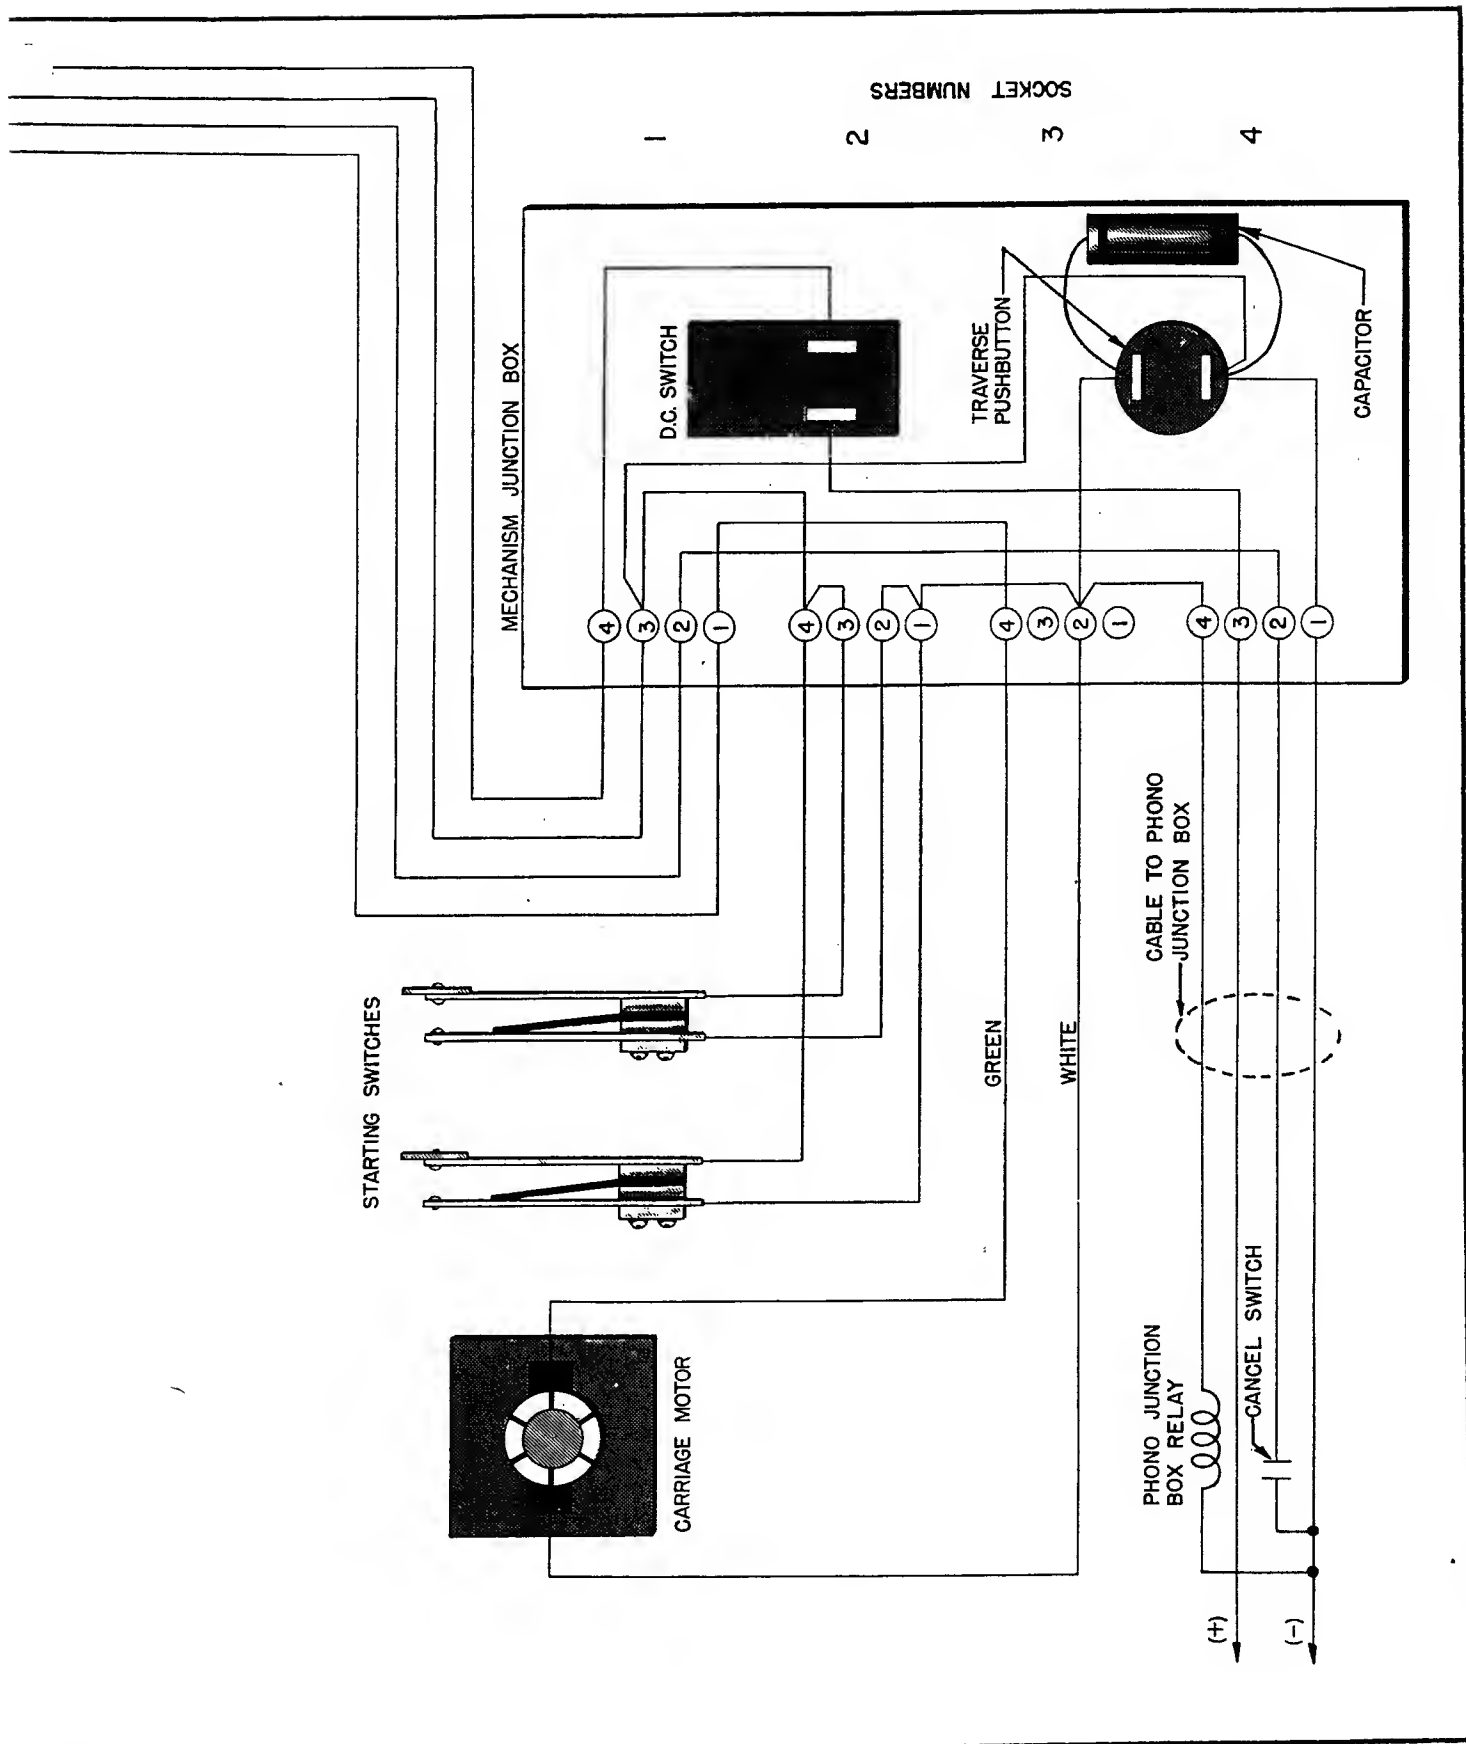 SOCKET NUMBERS
1
2
3
4
MECHANISM JUNCTION BOX
D.C. SWITCH
TRAVERSE
PUSHBUTTON
CAPACITOR
4
3
2
1
4
3
2
1
4
3
2
1
4
3
2
1
STARTING SWITCHES
GREEN
WHITE
CABLE TO PHONO
JUNCTION BOX
CARRIAGE MOTOR
PHONO JUNCTION
BOX RELAY
CANCEL SWITCH
(+)
(-)